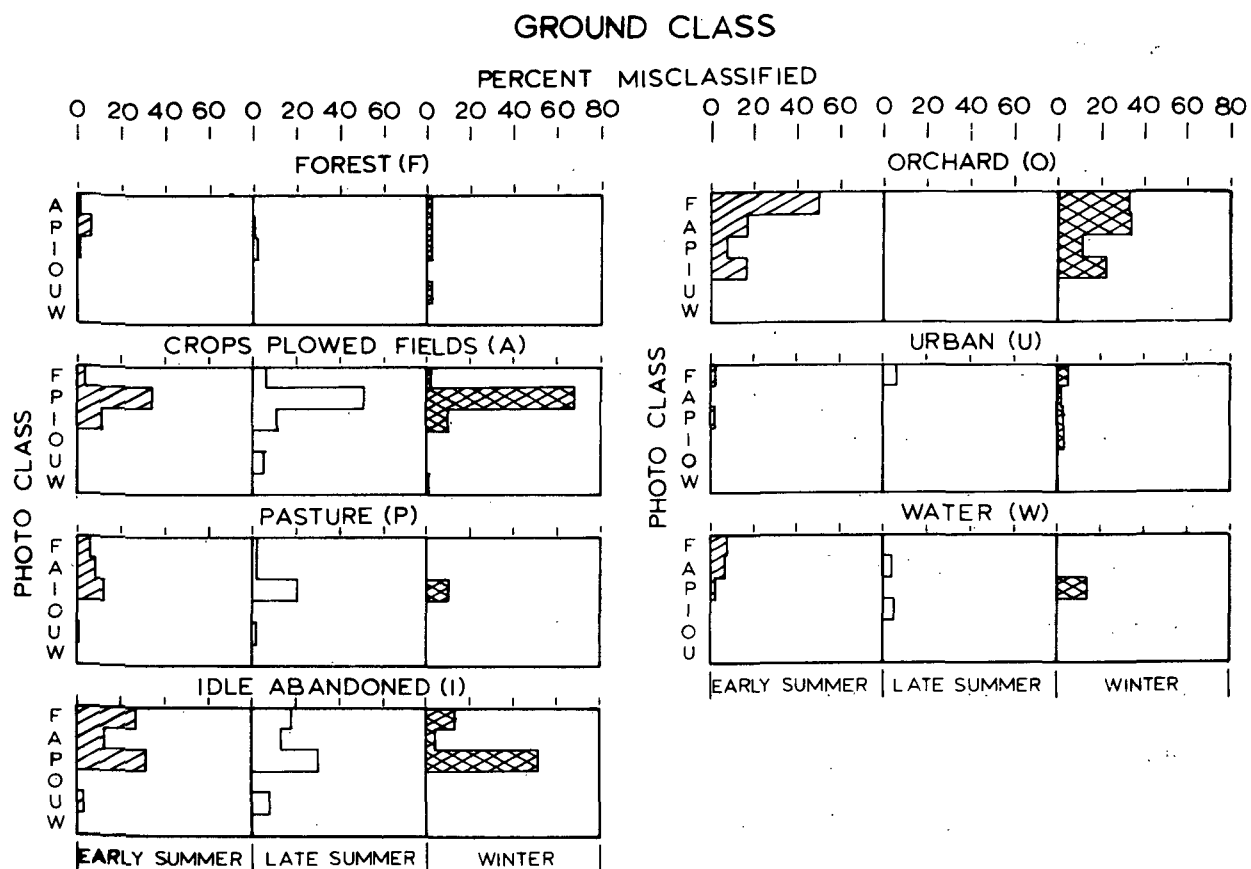 GROUND CLASS
PERCENT MISCLASSIFIED
0 20 40 60 0 20 40 60 0 20 40 60 80
FOREST (F)
A
P
I
O
U
W
CROPS PLOWED FIELDS (A)
F
P
I
O
U
W
PHOTO CLASS
PASTURE (P)
F
A
I
O
U
W
IDLE ABANDONED (I)
F
A
P
O
U
W
EARLY SUMMER LATE SUMMER WINTER
0 20 40 60 0 20 40 60 0 20 40 60 80
ORCHARD (O)
F
A
P
I
U
W
URBAN (U)
F
A
P
I
O
W
PHOTO CLASS
WATER (W)
F
A
P
I
O
U
EARLY SUMMER LATE SUMMER WINTER